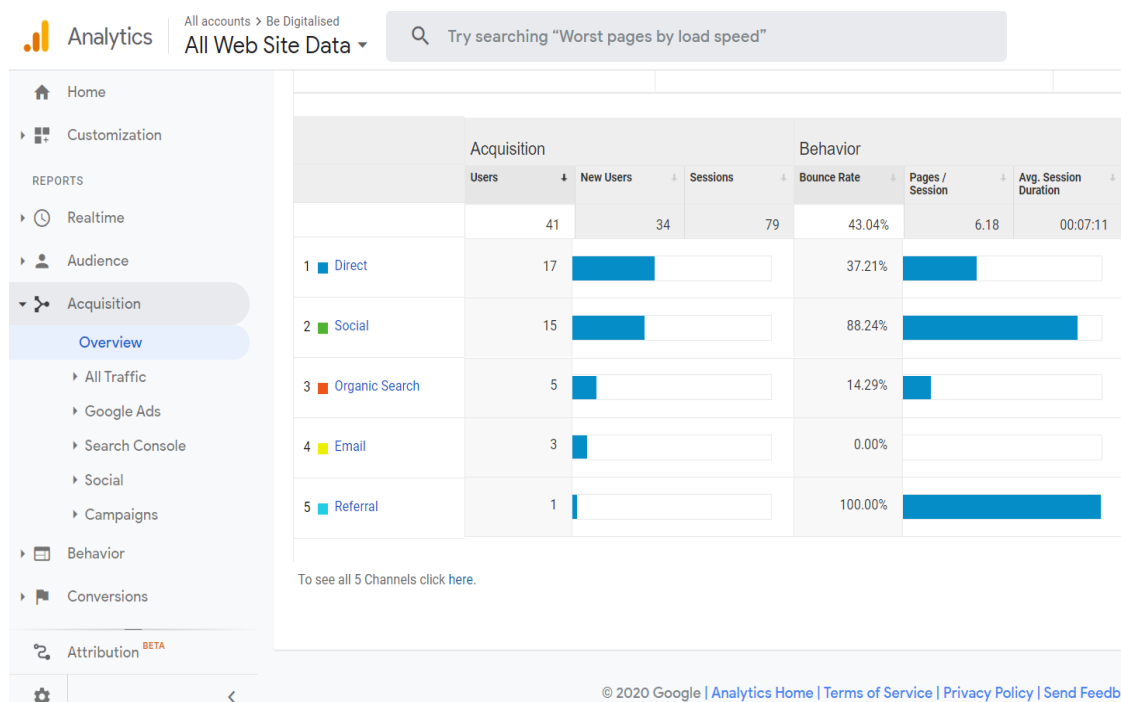 Analytics
All accounts > Be Digitalised
All Web Site Data
Try searching “Worst pages by load speed”
Home
Customization
REPORTS
Realtime
Audience
Acquisition
Overview
All Traffic
Google Ads
Search Console
Social
Campaigns
Behavior
Conversions
Attribution BETA
Acquisition Behavior
Users New Users Sessions Bounce Rate Pages / Session Avg. Session Duration
41 34 79 43.04% 6.18 00:07:11
1 Direct 17 37.21%
2 Social 15 88.24%
3 Organic Search 5 14.29%
4 Email 3 0.00%
5 Referral 1 100.00%
To see all 5 Channels click here.
© 2020 Google | Analytics Home | Terms of Service | Privacy Policy | Send Feedb